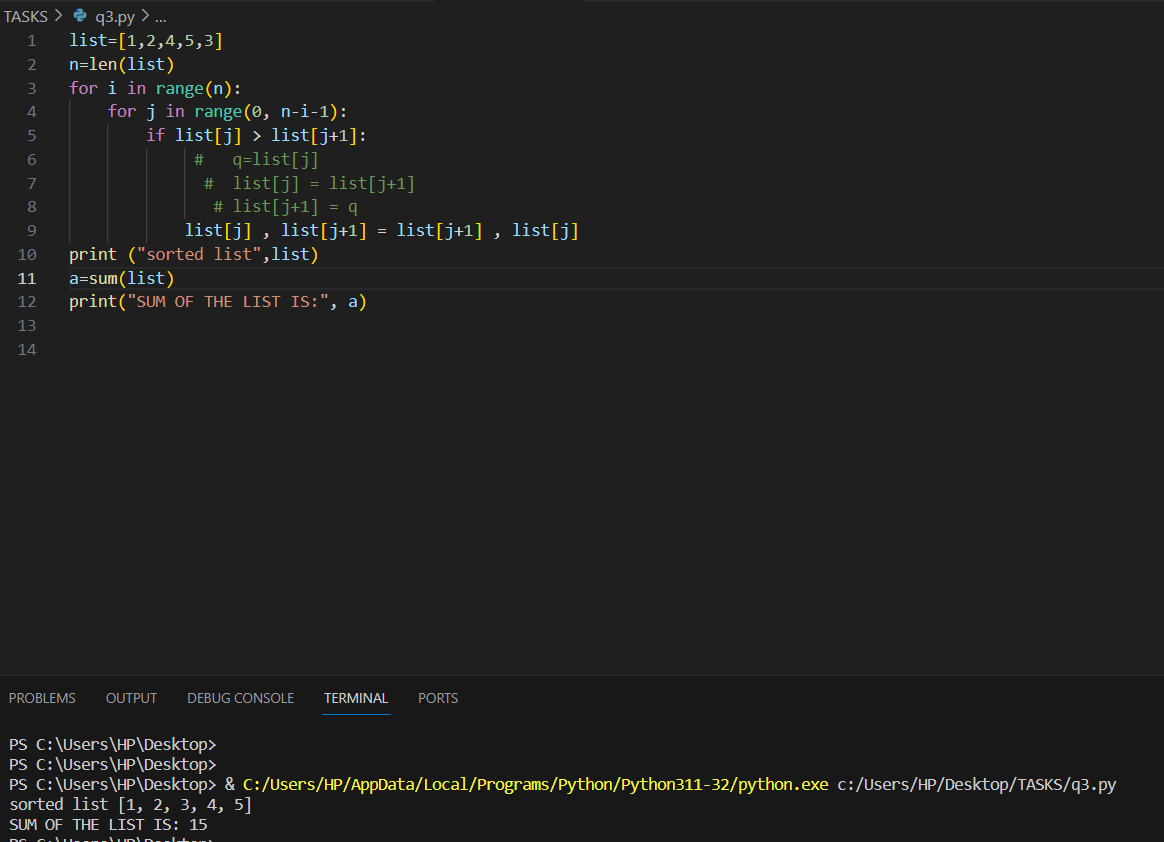 TASKS > q3.py > ...
1 list=[1,2,4,5,3]
2 n=len(list)
3 for i in range(n):
4     for j in range(0, n-i-1):
5         if list[j] > list[j+1]:
6              #   q=list[j]
7               #  list[j] = list[j+1]
8                # list[j+1] = q
9             list[j] , list[j+1] = list[j+1] , list[j]
10 print ("sorted list",list)
11 a=sum(list)
12 print("SUM OF THE LIST IS:", a)
13
14
PROBLEMS OUTPUT DEBUG CONSOLE TERMINAL PORTS
PS C:\Users\HP\Desktop>
PS C:\Users\HP\Desktop>
PS C:\Users\HP\Desktop> & C:/Users/HP/AppData/Local/Programs/Python/Python311-32/python.exe c:/Users/HP/Desktop/TASKS/q3.py
sorted list [1, 2, 3, 4, 5]
SUM OF THE LIST IS: 15
PS C:\Users\HP\Desktop>